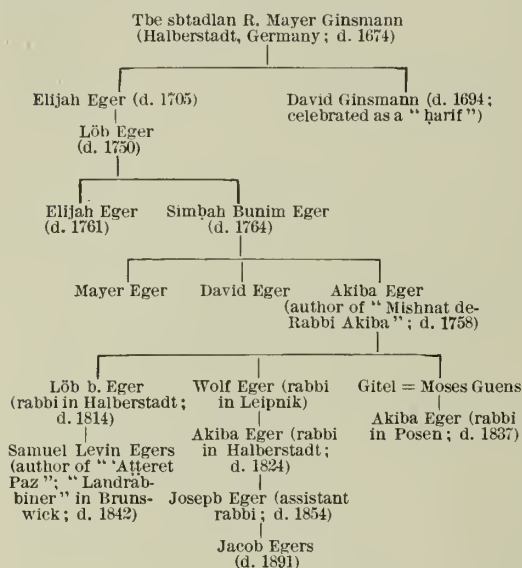 Tbe sbtadlan R. Mayer Ginsmann
(Halberstadt, Germany; d. 1674)
Elijah Eger (d. 1705)
David Ginsmann (d. 1694;
celebrated as a "ḥarif")
Löb Eger
(d. 1750)
Elijah Eger
(d. 1761)
Simḥah Bunim Eger
(d. 1764)
Mayer Eger
David Eger
Akiba Eger
(author of "Mishnat de-
Rabbi Akiba"; d. 1758)
Löb b. Eger
(rabbi in Halberstadt;
d. 1814)
Samuel Levin Egers
(author of "'Aṭṭeret
Paz"; "Landräb-
biner" in Bruns-
wick; d. 1842)
Wolf Eger (rabbi
in Leipnik)
Akiba Eger (rabbi
in Halberstadt;
d. 1824)
Josepb Eger (assistant
rabbi; d. 1854)
Jacob Egers
(d. 1891)
Gitel = Moses Guens
Akiba Eger (rabbi
in Posen; d. 1837)